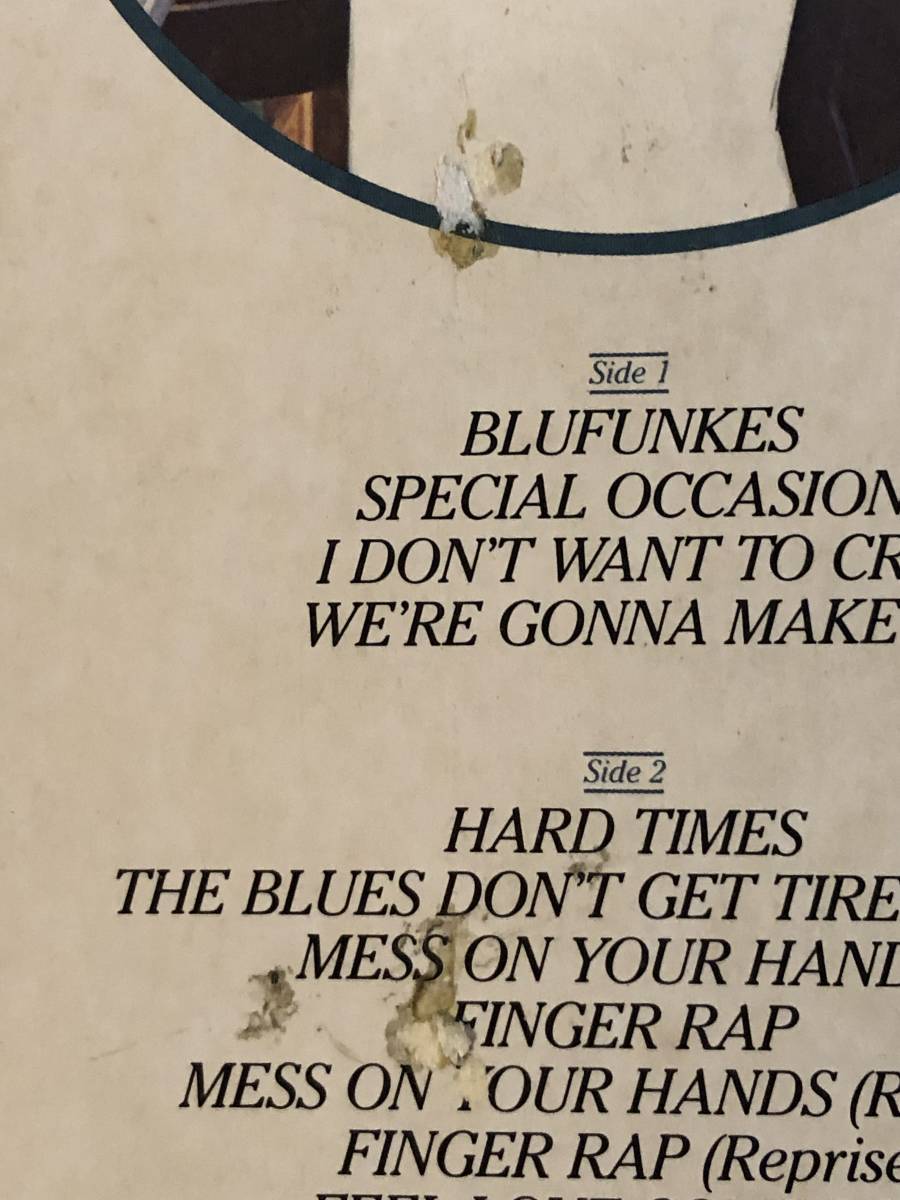 Side 1
BLUFUNKES
SPECIAL OCCASION
I DON'T WANT TO CR
WE'RE GONNA MAKE
Side 2
HARD TIMES
THE BLUES DON'T GET TIRE
MESS ON YOUR HAND
FINGER RAP
MESS ON YOUR HANDS (R
FINGER RAP (Reprise